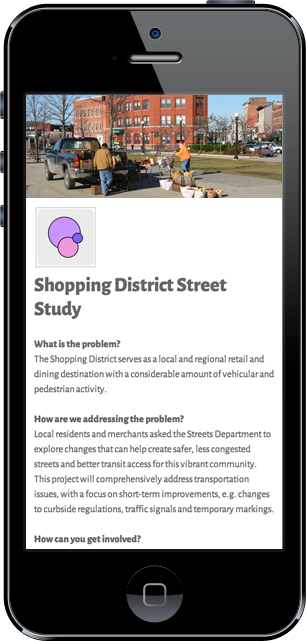 Shopping District Street
Study
What is the problem?
The Shopping District serves as a local and regional retail and
dining destination with a considerable amount of vehicular and
pedestrian activity.
How are we addressing the problem?
Local residents and merchants asked the Streets Department to
explore changes that can help create safer, less congested
streets and better transit access for this vibrant community.
This project will comprehensively address transportation
issues, with a focus on short-term improvements, e.g. changes
to curbside regulations, traffic signals and temporary markings.
How can you get involved?